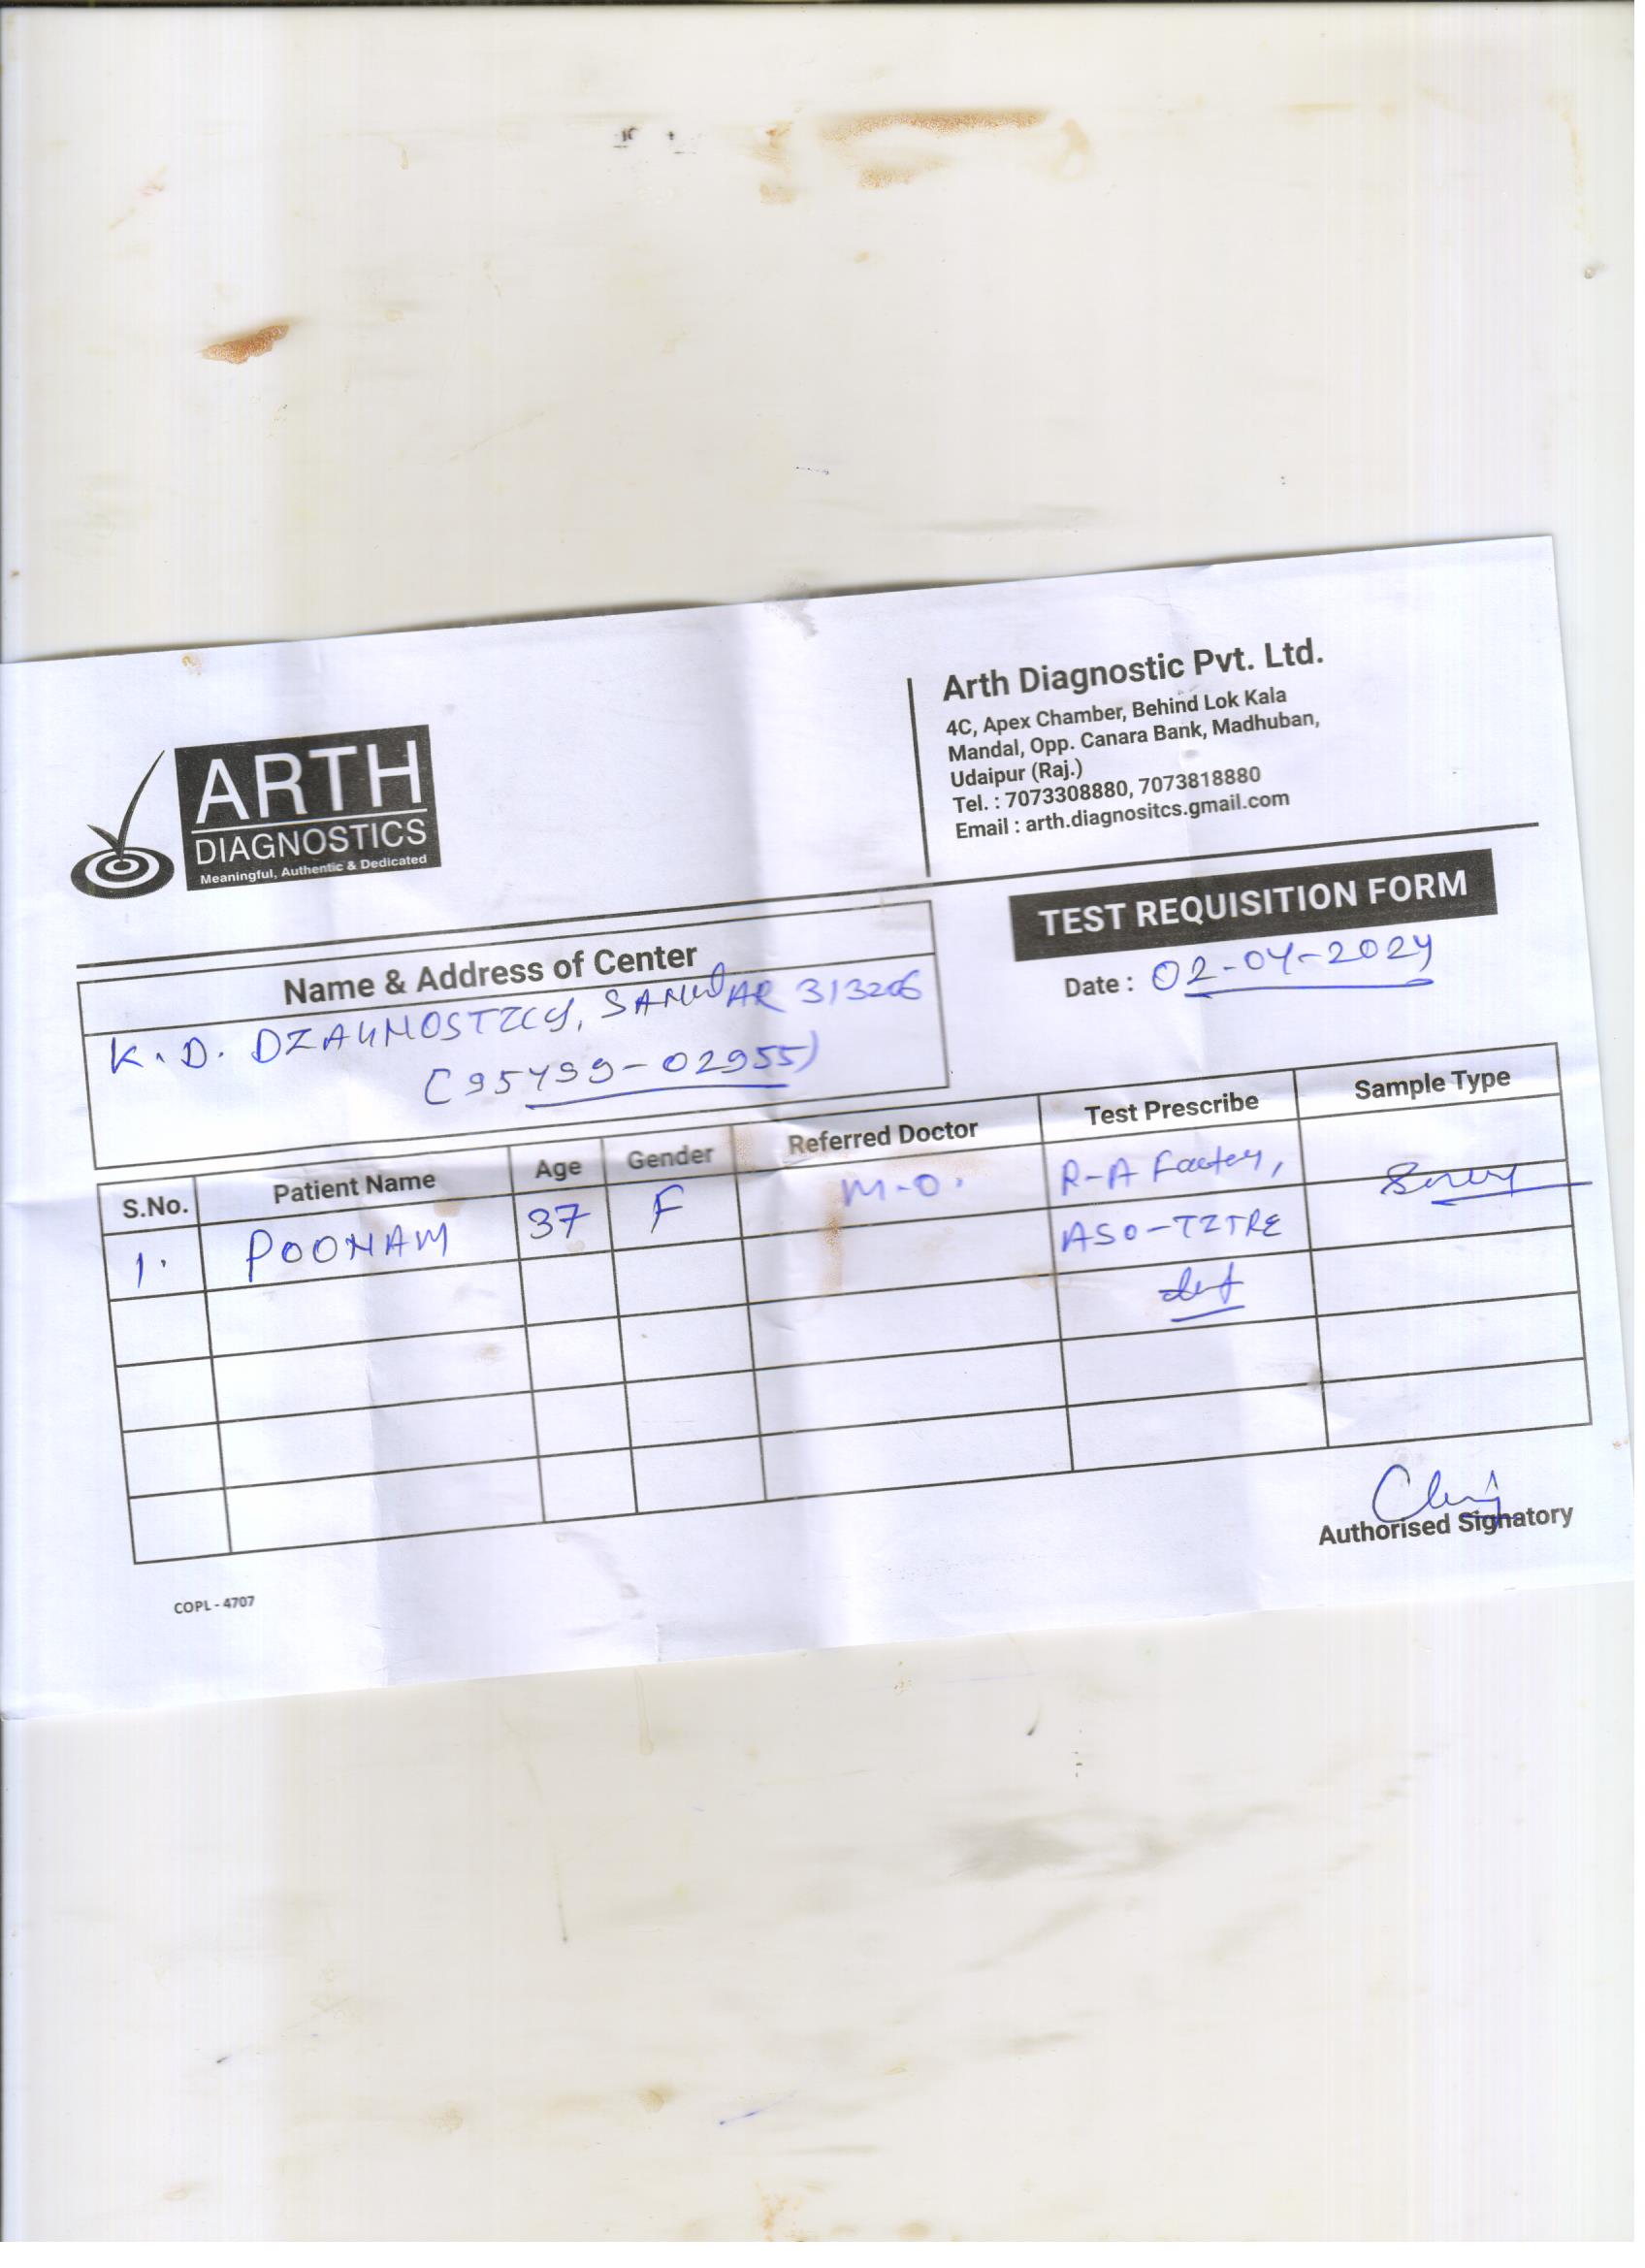 ARTH
DIAGNOSTICS
Meaningful, Authentic & Dedicated
Arth Diagnostic Pvt. Ltd.
4C, Apex Chamber, Behind Lok Kala
Mandal, Opp. Canara Bank, Madhuban,
Udaipur (Raj.)
Tel. : 7073308880, 7073818880
Email : arth.diagnositcs.gmail.com
TEST REQUISITION FORM
Date : 02-04-2024
Name & Address of Center
K.D. DIAGNOSTICS, SANWAR 313206
(95499-02955)
S.No. Patient Name Age Gender Referred Doctor Test Prescribe Sample Type
1. POONAM 37 F M.O. R-A Factor,
ASO-TITRE
Authorised Signatory
COPL - 4707